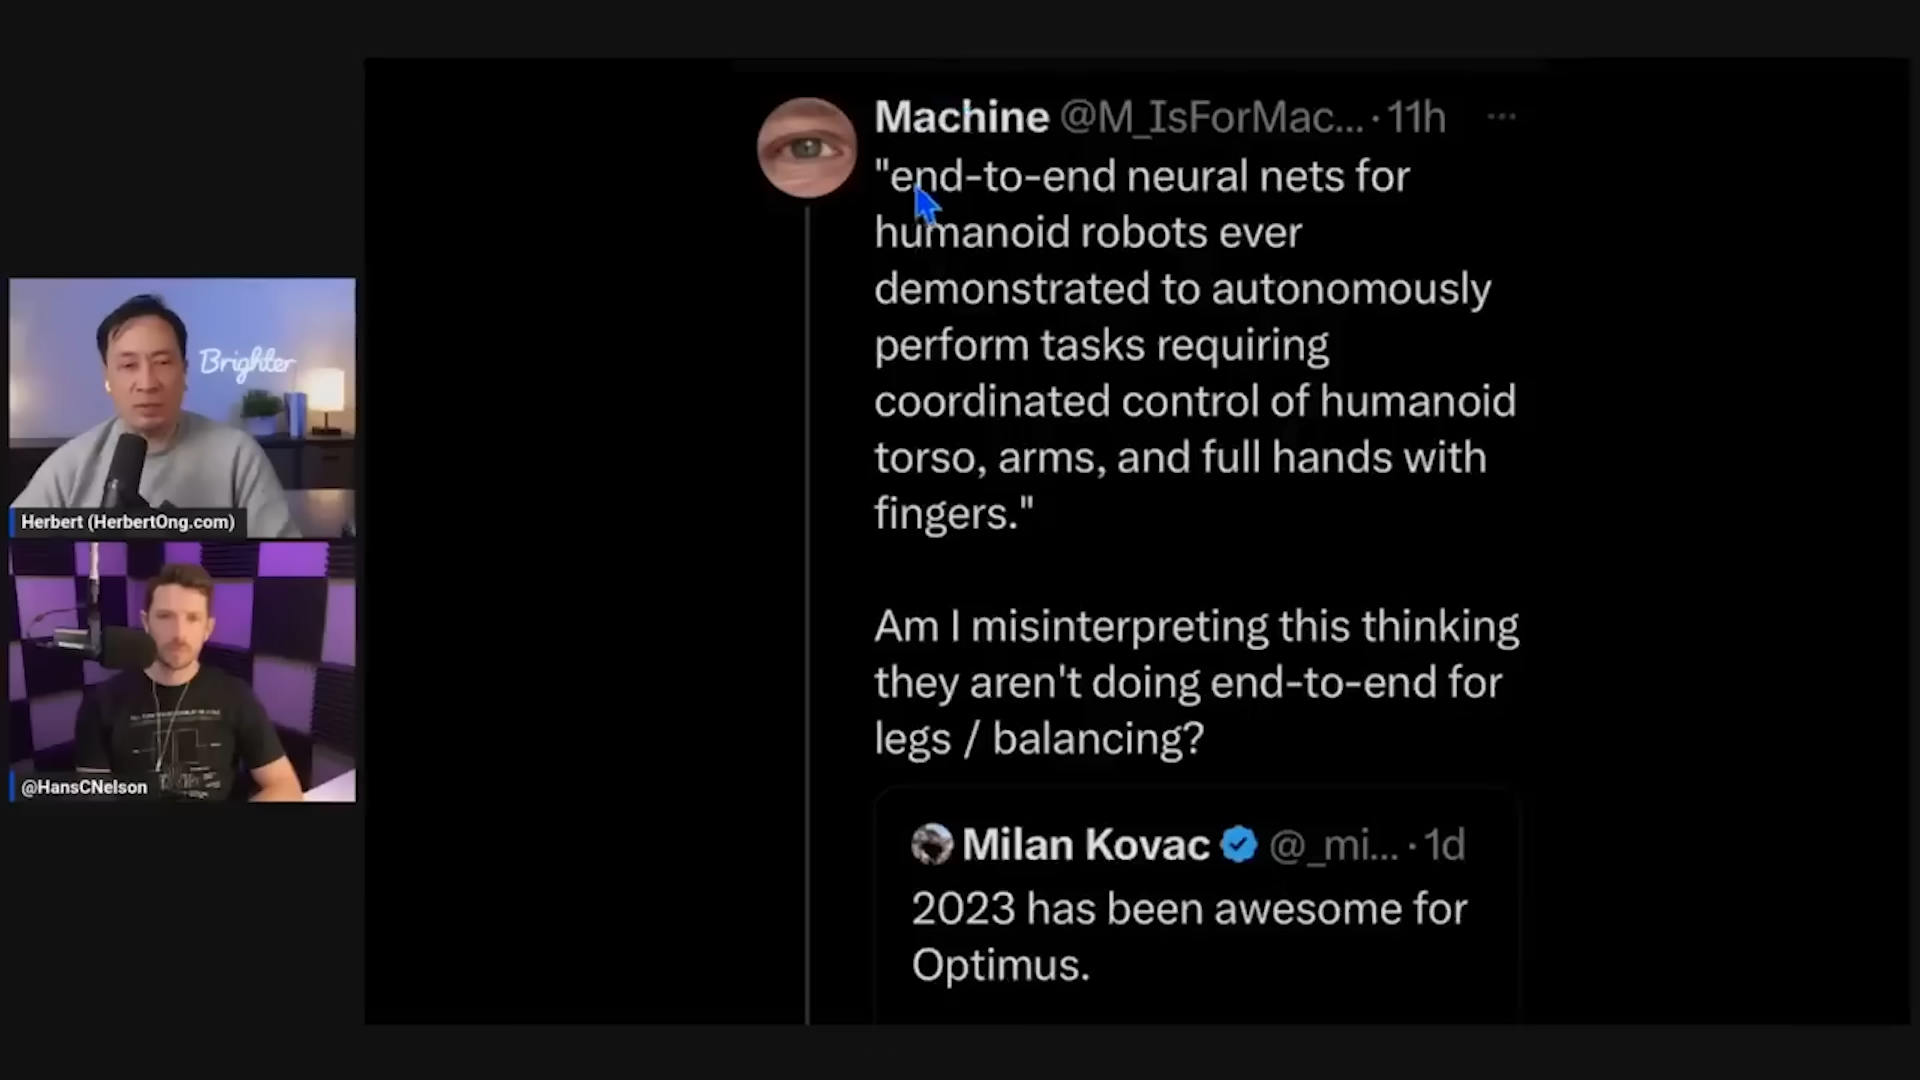 Machine @M_IsForMac... · 11h ...
"end-to-end neural nets for
humanoid robots ever
demonstrated to autonomously
perform tasks requiring
coordinated control of humanoid
torso, arms, and full hands with
fingers."
Am I misinterpreting this thinking
they aren't doing end-to-end for
legs / balancing?
Milan Kovac @_mi... · 1d
2023 has been awesome for
Optimus.
Brighter
Herbert (HerbertOng.com)
@HansCNelson